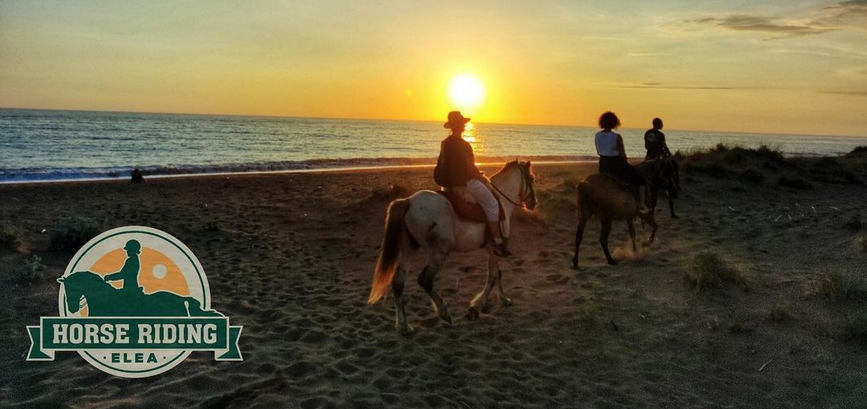 HORSE RIDING
· ELEA ·